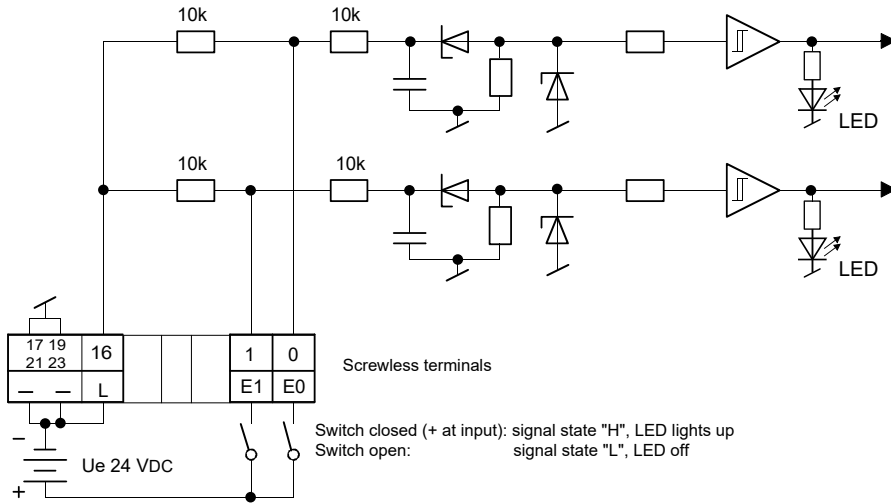 10k
10k
LED
10k
10k
LED
17 19
21 23
16
1
0
Screwless terminals
— —
L
E1
E0
Switch closed (+ at input): signal state "H", LED lights up
Switch open: signal state "L", LED off
−
Ue 24 VDC
+